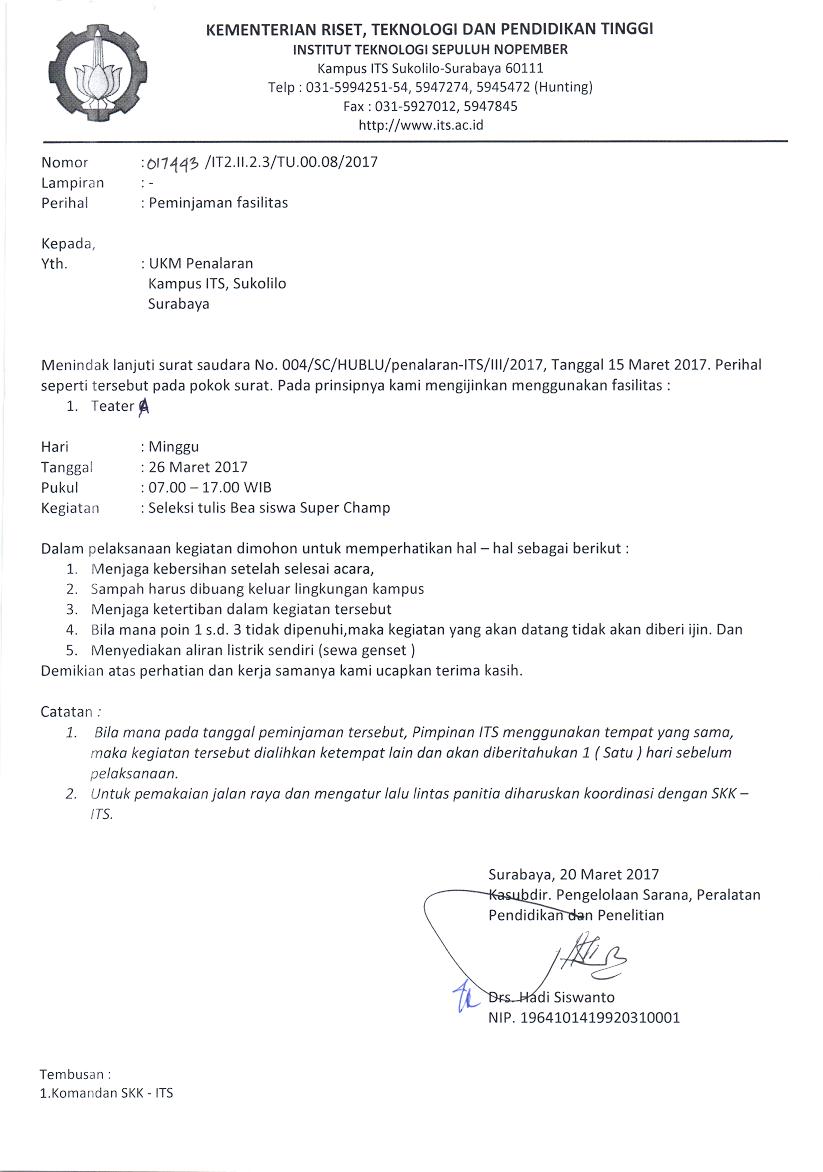 KEMENTERIAN RISET, TEKNOLOGI DAN PENDIDIKAN TINGGI
INSTITUT TEKNOLOGI SEPULUH NOPEMBER
Kampus ITS Sukolilo-Surabaya 60111
Telp : 031-5994251-54, 5947274, 5945472 (Hunting)
Fax : 031-5927012, 5947845
http://www.its.ac.id
Nomor : 017443 /IT2.II.2.3/TU.00.08/2017
Lampiran : -
Perihal : Peminjaman fasilitas
Kepada,
Yth. : UKM Penalaran
Kampus ITS, Sukolilo
Surabaya
Menindak lanjuti surat saudara No. 004/SC/HUBLU/penalaran-ITS/III/2017, Tanggal 15 Maret 2017. Perihal
seperti tersebut pada pokok surat. Pada prinsipnya kami mengijinkan menggunakan fasilitas :
1. Teater A
Hari : Minggu
Tanggal : 26 Maret 2017
Pukul : 07.00 – 17.00 WIB
Kegiatan : Seleksi tulis Bea siswa Super Champ
Dalam pelaksanaan kegiatan dimohon untuk memperhatikan hal – hal sebagai berikut :
1. Menjaga kebersihan setelah selesai acara,
2. Sampah harus dibuang keluar lingkungan kampus
3. Menjaga ketertiban dalam kegiatan tersebut
4. Bila mana poin 1 s.d. 3 tidak dipenuhi,maka kegiatan yang akan datang tidak akan diberi ijin. Dan
5. Menyediakan aliran listrik sendiri (sewa genset )
Demikian atas perhatian dan kerja samanya kami ucapkan terima kasih.
Catatan :
1. Bila mana pada tanggal peminjaman tersebut, Pimpinan ITS menggunakan tempat yang sama,
maka kegiatan tersebut dialihkan ketempat lain dan akan diberitahukan 1 ( Satu ) hari sebelum
pelaksanaan.
2. Untuk pemakaian jalan raya dan mengatur lalu lintas panitia diharuskan koordinasi dengan SKK –
ITS.
Surabaya, 20 Maret 2017
Kasubdir. Pengelolaan Sarana, Peralatan
Pendidikan dan Penelitian
Drs. Hadi Siswanto
NIP. 1964101419920310001
Tembusan :
1.Komandan SKK - ITS